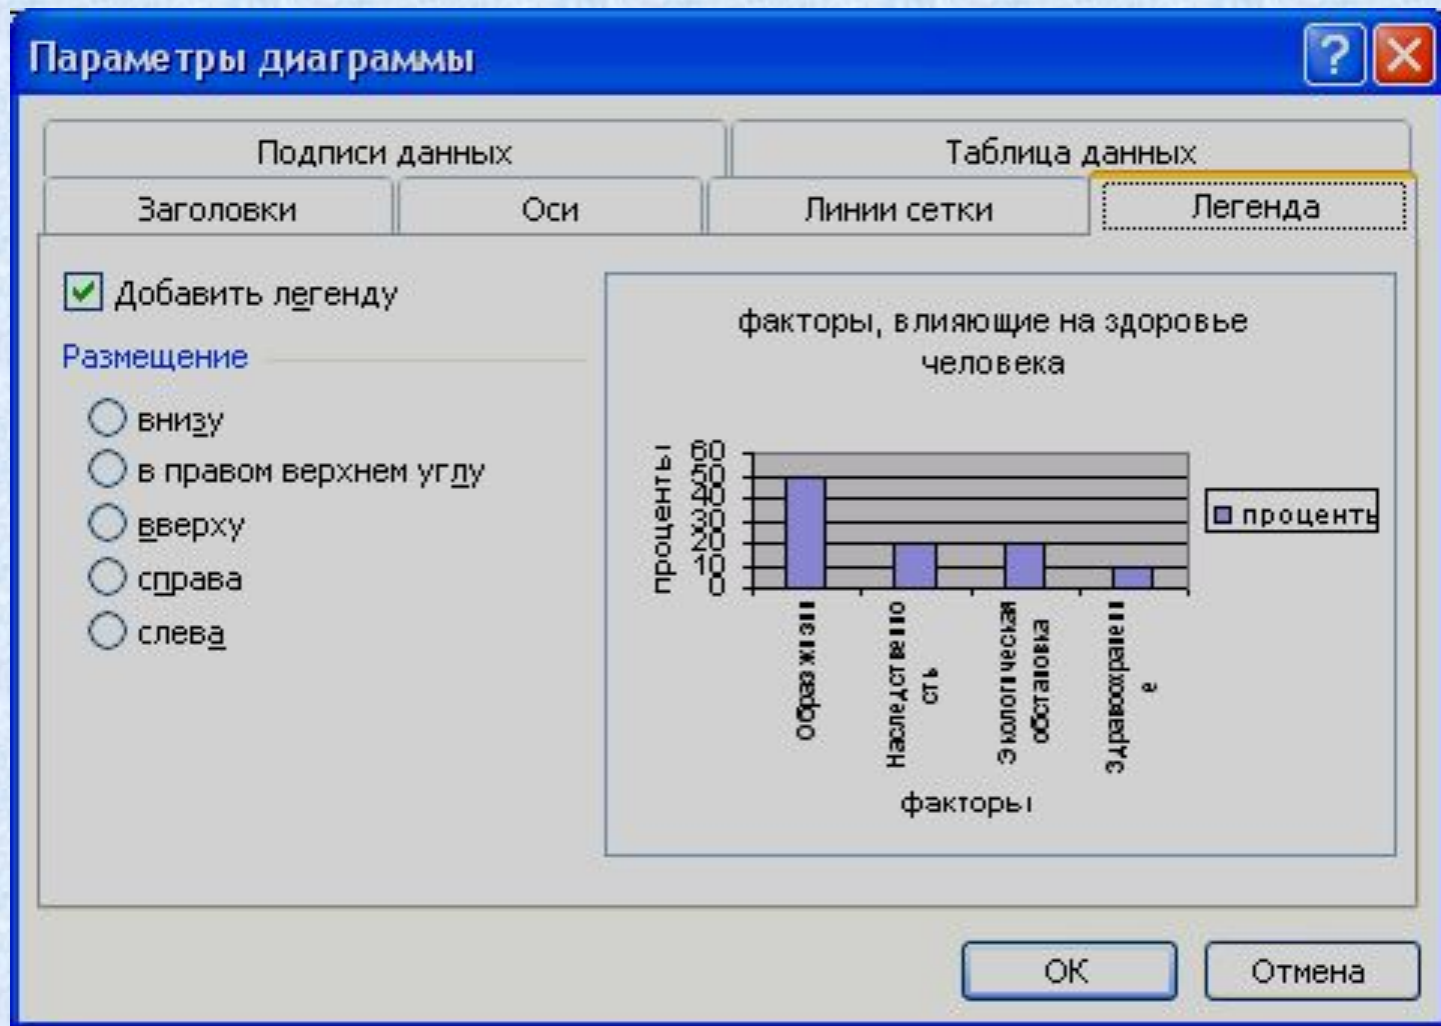 Параметры диаграммы
Подписи данных
Таблица данных
Заголовки
Оси
Линии сетки
Легенда
Добавить легенду
Размещение
внизу
в правом верхнем углу
вверху
справа
слева
факторы, влияющие на здоровье
человека
проценты
60
50
40
30
20
10
0
Образ жизни
Наследственно
сть
Экологическая
обстановка
Здравоохранени
е
факторы
проценты
ОК
Отмена